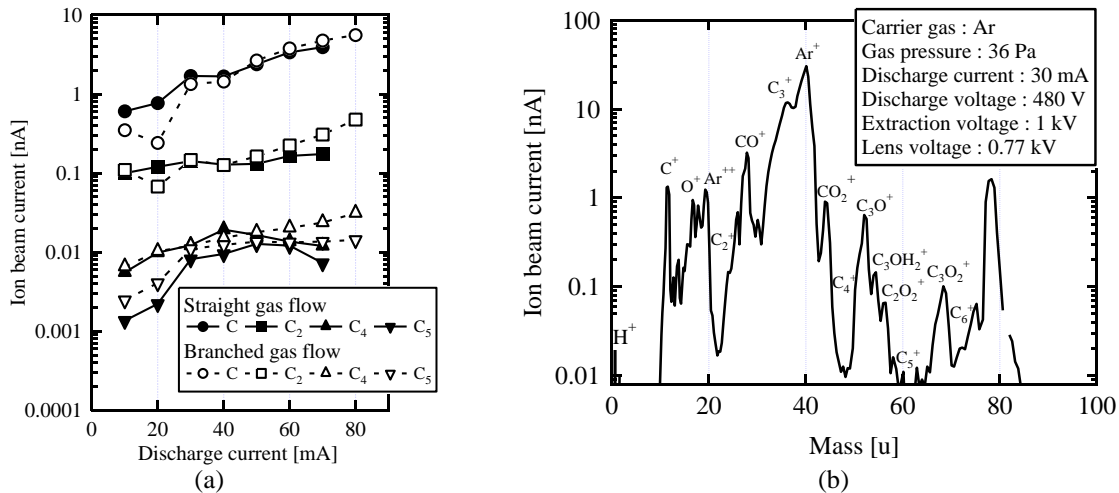 10
1
0.1
0.01
0.001
0.0001
Ion beam current [nA]
Straight gas flow
C C₂ C₄ C₅
Branched gas flow
C C₂ C₄ C₅
0 20 40 60 80
Discharge current [mA]
(a)
100
10
1
0.1
0.01
Ion beam current [nA]
Carrier gas : Ar
Gas pressure : 36 Pa
Discharge current : 30 mA
Discharge voltage : 480 V
Extraction voltage : 1 kV
Lens voltage : 0.77 kV
Ar⁺
C₃⁺
CO⁺
C⁺
O⁺
Ar⁺⁺
C₂⁺
CO₂⁺
C₃O⁺
C₄⁺
C₃OH₂⁺
C₂O₂⁺
C₃O₂⁺
C₆⁺
C₅⁺
H⁺
0 20 40 60 80 100
Mass [u]
(b)